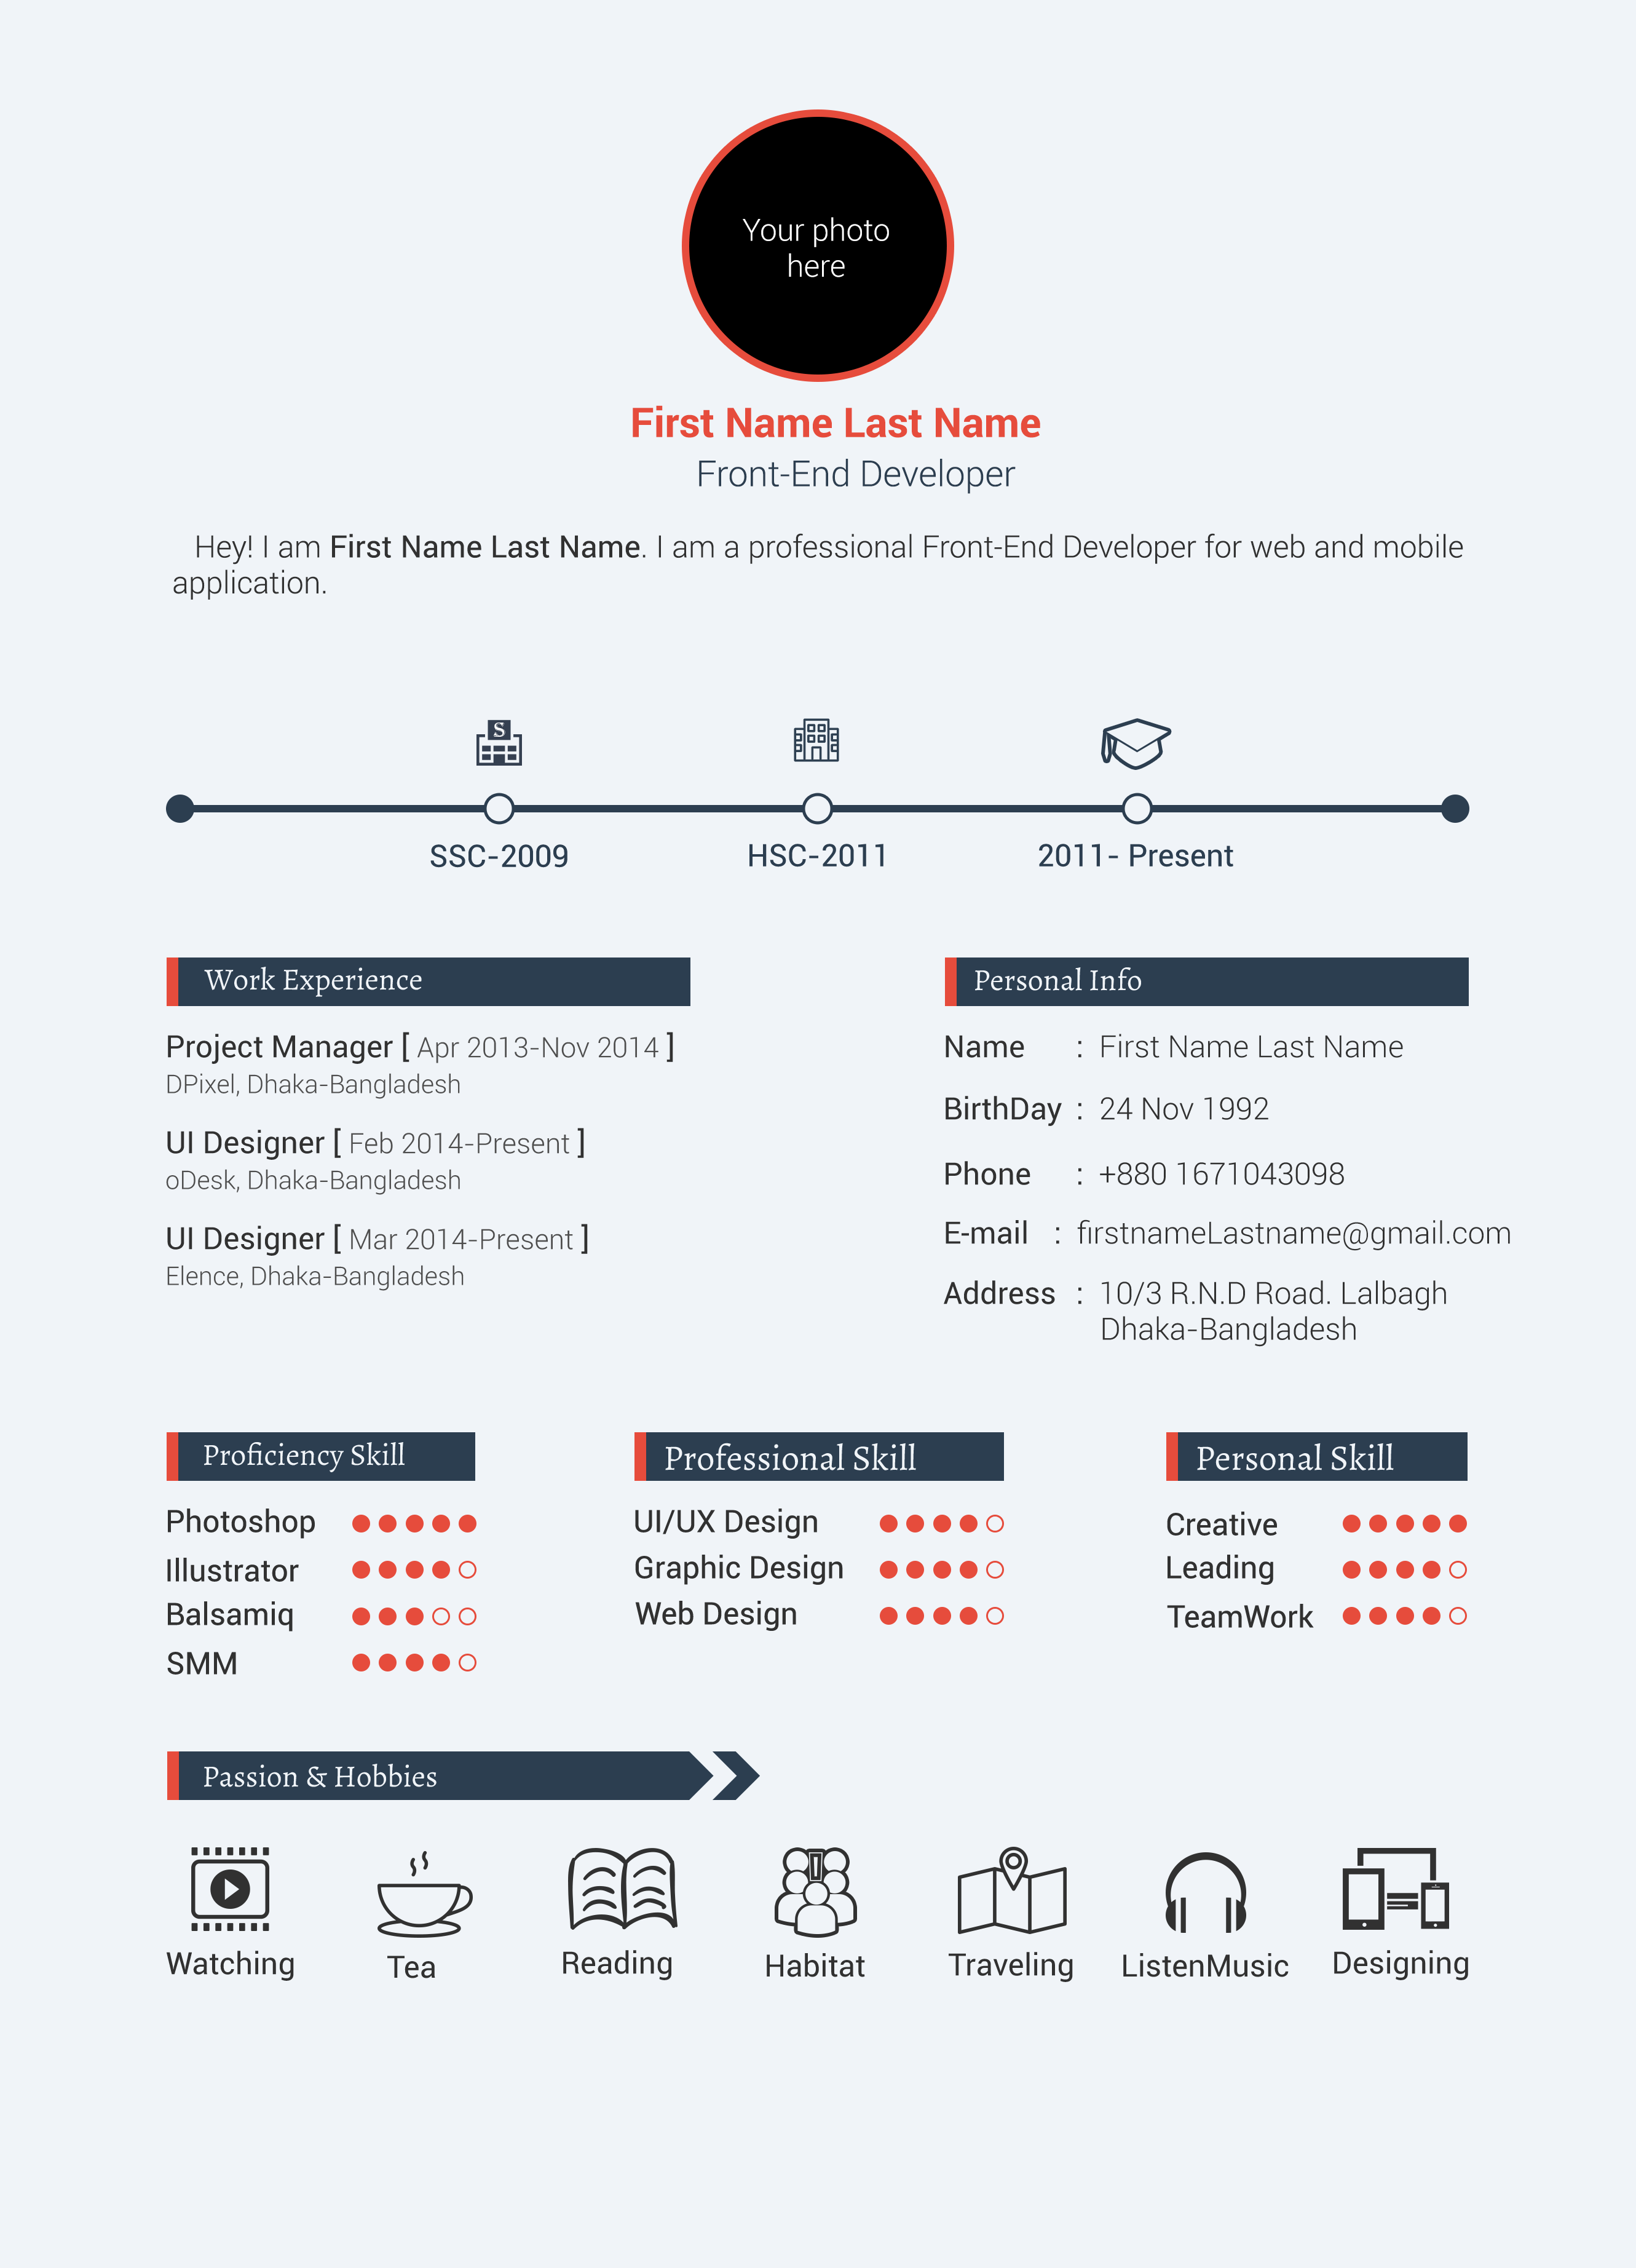 Your photo
here
First Name Last Name
Front-End Developer
Hey! I am First Name Last Name. I am a professional Front-End Developer for web and mobile
application.
S
SSC-2009
HSC-2011
2011- Present
Work Experience
Project Manager [ Apr 2013-Nov 2014 ]
DPixel, Dhaka-Bangladesh
UI Designer [ Feb 2014-Present ]
oDesk, Dhaka-Bangladesh
UI Designer [ Mar 2014-Present ]
Elence, Dhaka-Bangladesh
Personal Info
Name : First Name Last Name
BirthDay : 24 Nov 1992
Phone : +880 1671043098
E-mail : firstnameLastname@gmail.com
Address : 10/3 R.N.D Road. Lalbagh
Dhaka-Bangladesh
Proficiency Skill
Photoshop
Illustrator
Balsamiq
SMM
Professional Skill
UI/UX Design
Graphic Design
Web Design
Personal Skill
Creative
Leading
TeamWork
Passion & Hobbies
Watching
Tea
Reading
Habitat
Traveling
ListenMusic
Designing